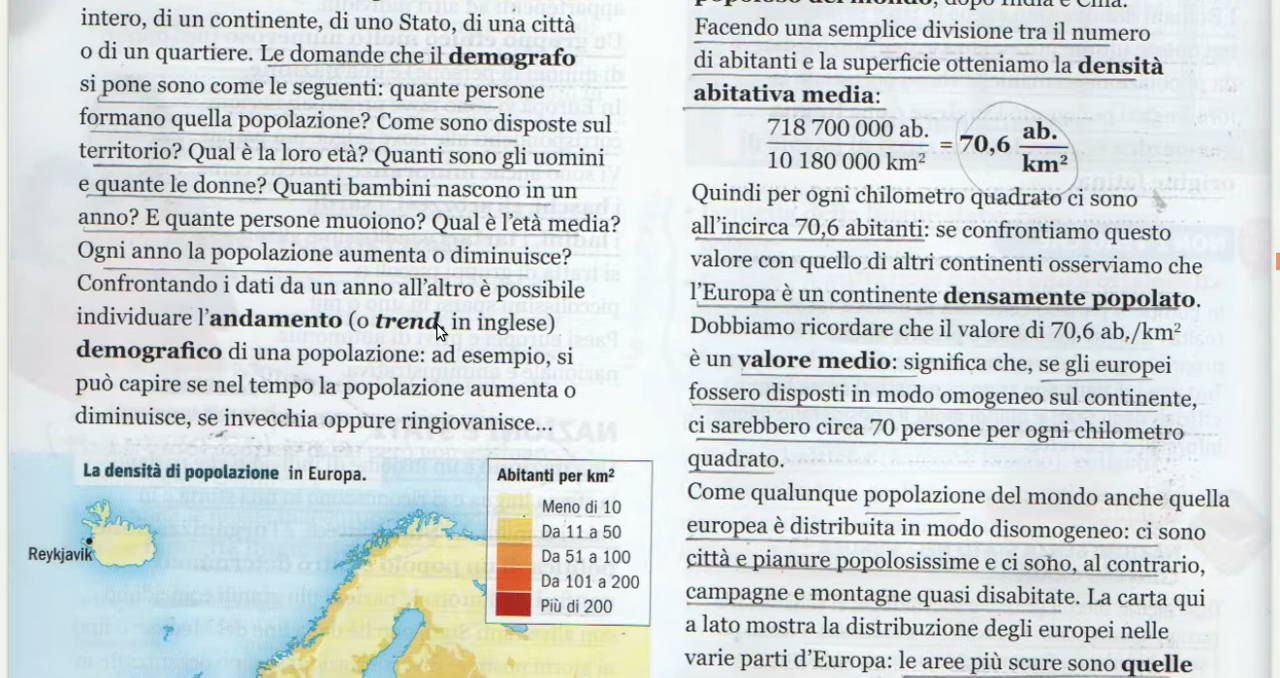 intero, di un continente, di uno Stato, di una città
o di un quartiere. Le domande che il demografo
si pone sono come le seguenti: quante persone
formano quella popolazione? Come sono disposte sul
territorio? Qual è la loro età? Quanti sono gli uomini
e quante le donne? Quanti bambini nascono in un
anno? E quante persone muoiono? Qual è l'età media?
Ogni anno la popolazione aumenta o diminuisce?
Confrontando i dati da un anno all'altro è possibile
individuare l'andamento (o trend, in inglese)
demografico di una popolazione: ad esempio, si
può capire se nel tempo la popolazione aumenta o
diminuisce, se invecchia oppure ringiovanisce...
La densità di popolazione in Europa.
Abitanti per km²
Meno di 10
Da 11 a 50
Da 51 a 100
Da 101 a 200
Più di 200
Reykjavik
popoloso del mondo, dopo India e Cina.
Facendo una semplice divisione tra il numero
di abitanti e la superficie otteniamo la densità
abitativa media:
718 700 000 ab.
10 180 000 km²
= 70,6
ab.
km²
Quindi per ogni chilometro quadrato ci sono
all'incirca 70,6 abitanti: se confrontiamo questo
valore con quello di altri continenti osserviamo che
l'Europa è un continente densamente popolato.
Dobbiamo ricordare che il valore di 70,6 ab./km²
è un valore medio: significa che, se gli europei
fossero disposti in modo omogeneo sul continente,
ci sarebbero circa 70 persone per ogni chilometro
quadrato.
Come qualunque popolazione del mondo anche quella
europea è distribuita in modo disomogeneo: ci sono
città e pianure popolosissime e ci sono, al contrario,
campagne e montagne quasi disabitate. La carta qui
a lato mostra la distribuzione degli europei nelle
varie parti d'Europa: le aree più scure sono quelle